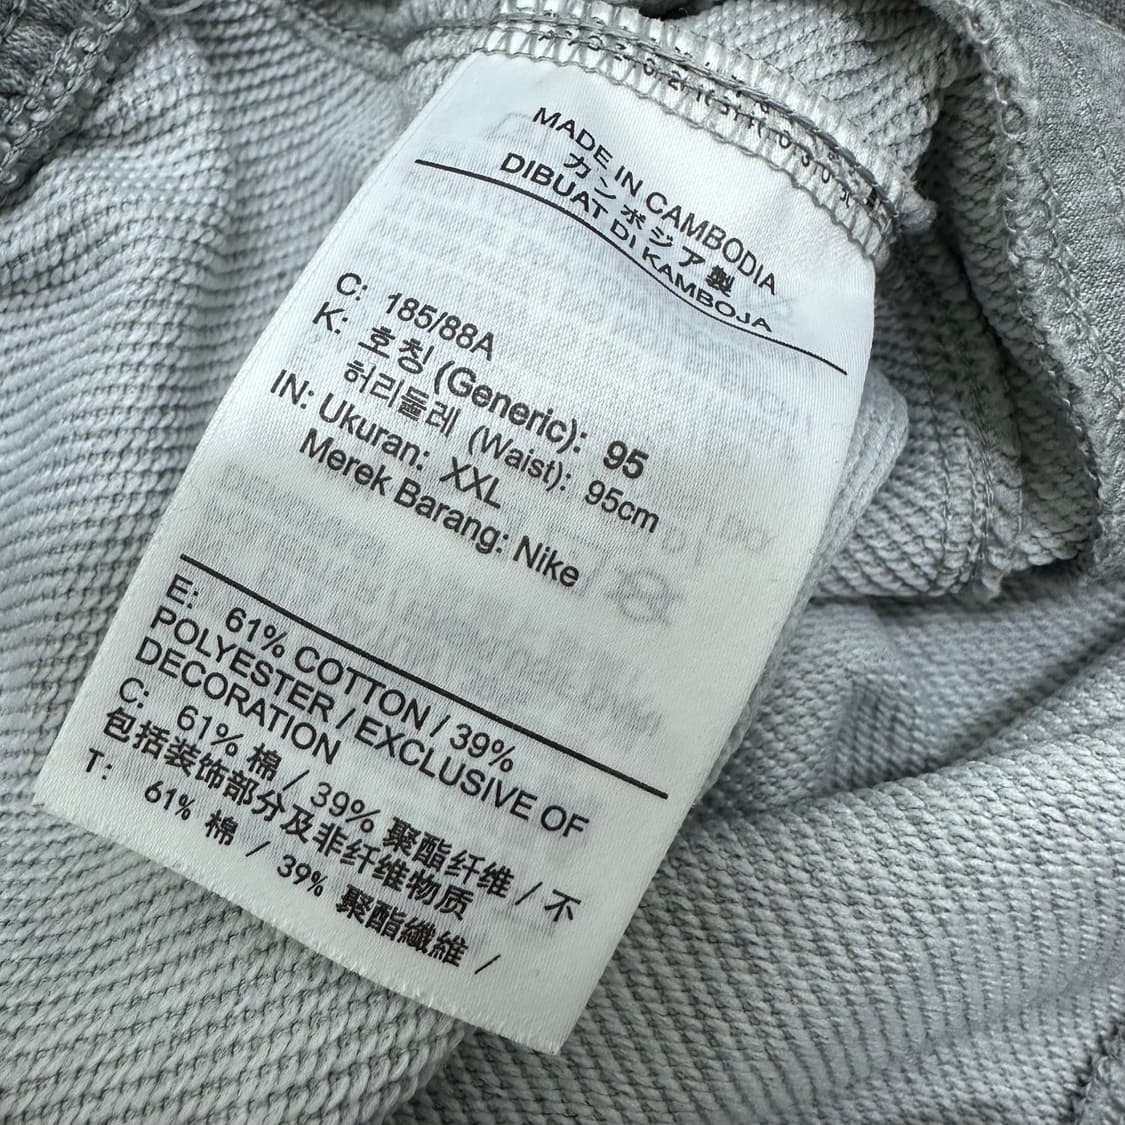 MADE IN CAMBODIA
カンボジア製
DIBUAT DI KAMBOJA
C: 185/88A
K: 호칭 (Generic): 95
허리둘레 (Waist): 95cm
IN: Ukuran: XXL
Merek Barang: Nike
E: 61% COTTON / 39%
POLYESTER / EXCLUSIVE OF
DECORATION
C: 61% 棉 / 39% 聚酯纤维 / 不
包括装饰部分及非纤维物质
T: 61% 棉 / 39% 聚酯纖維 /